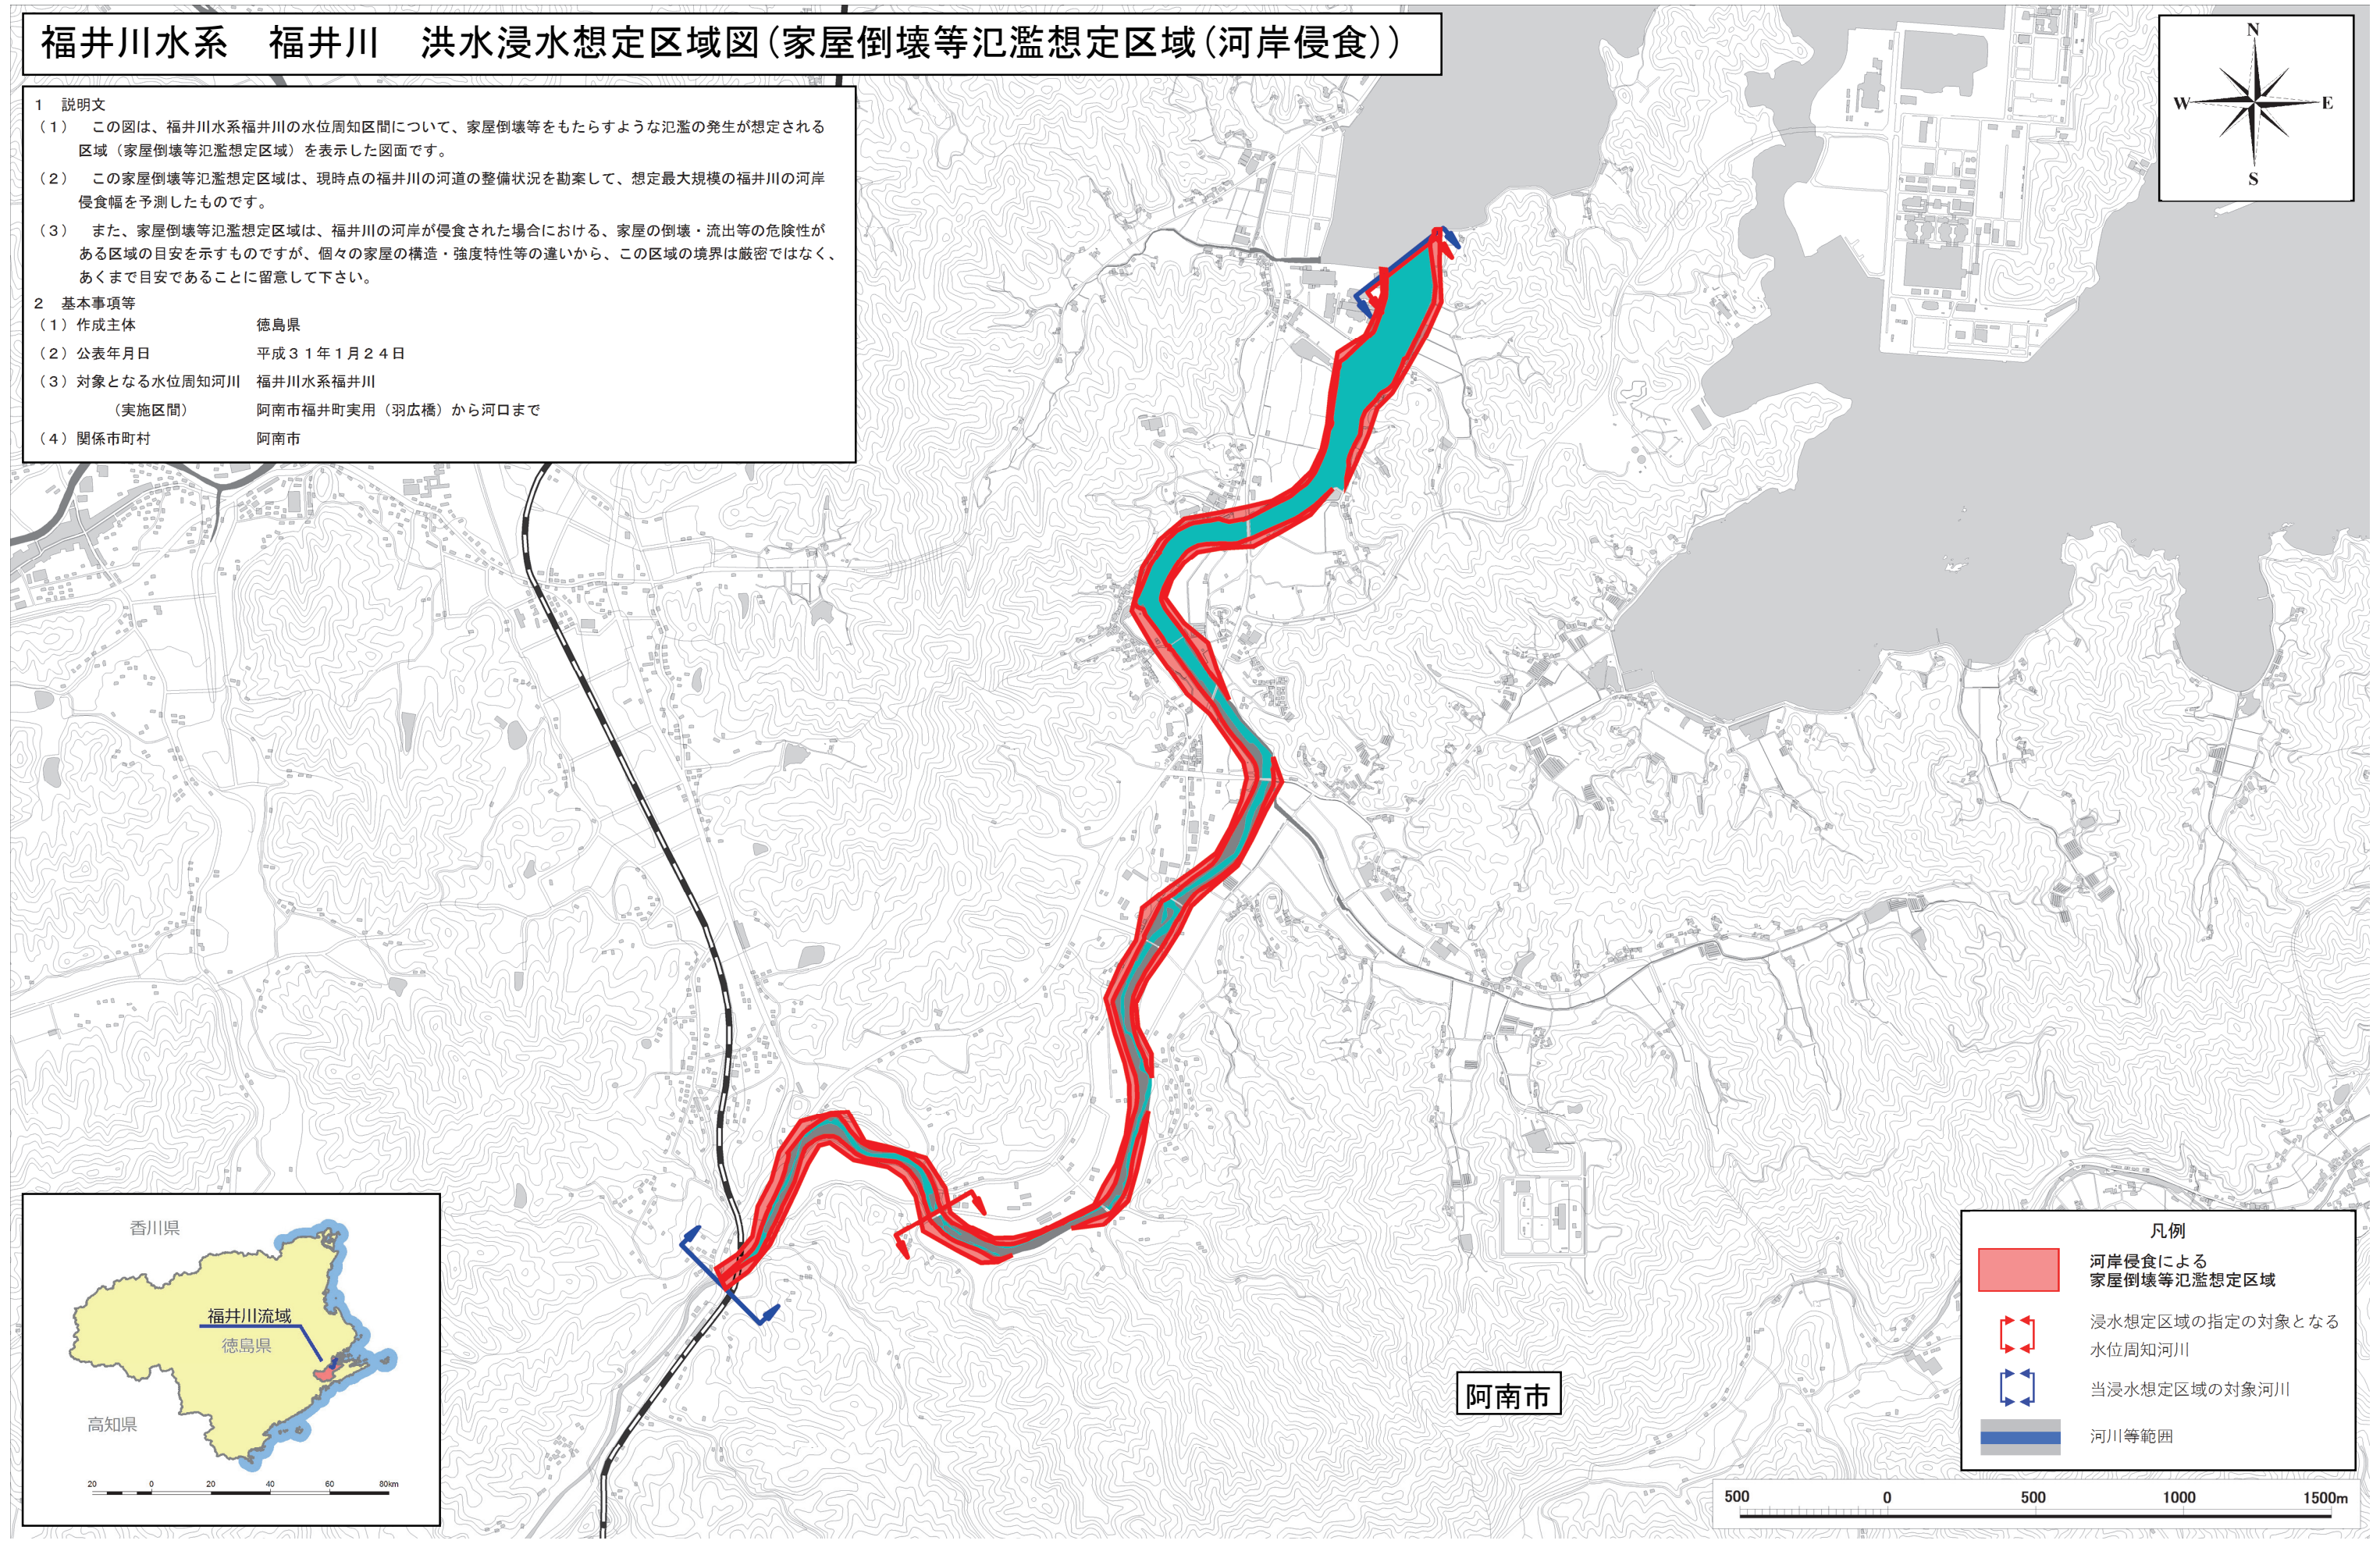 福井川水系　福井川　洪水浸水想定区域図(家屋倒壊等氾濫想定区域(河岸侵食))
1　説明文
(1)　この図は、福井川水系福井川の水位周知区間について、家屋倒壊等をもたらすような氾濫の発生が想定される
区域（家屋倒壊等氾濫想定区域）を表示した図面です。
(2)　この家屋倒壊等氾濫想定区域は、現時点の福井川の河道の整備状況を勘案して、想定最大規模の福井川の河岸
侵食幅を予測したものです。
(3)　また、家屋倒壊等氾濫想定区域は、福井川の河岸が侵食された場合における、家屋の倒壊・流出等の危険性が
ある区域の目安を示すものですが、個々の家屋の構造・強度特性等の違いから、この区域の境界は厳密ではなく、
あくまで目安であることに留意して下さい。
2　基本事項等
(1)作成主体　徳島県
(2)公表年月日　平成３１年１月２４日
(3)対象となる水位周知河川　福井川水系福井川
（実施区間）　阿南市福井町実用（羽広橋）から河口まで
(4)関係市町村　阿南市
N
W
E
S
香川県
福井川流域
徳島県
高知県
20 0 20 40 60 80km
阿南市
凡例
河岸侵食による
家屋倒壊等氾濫想定区域
浸水想定区域の指定の対象となる
水位周知河川
当浸水想定区域の対象河川
河川等範囲
500 0 500 1000 1500m